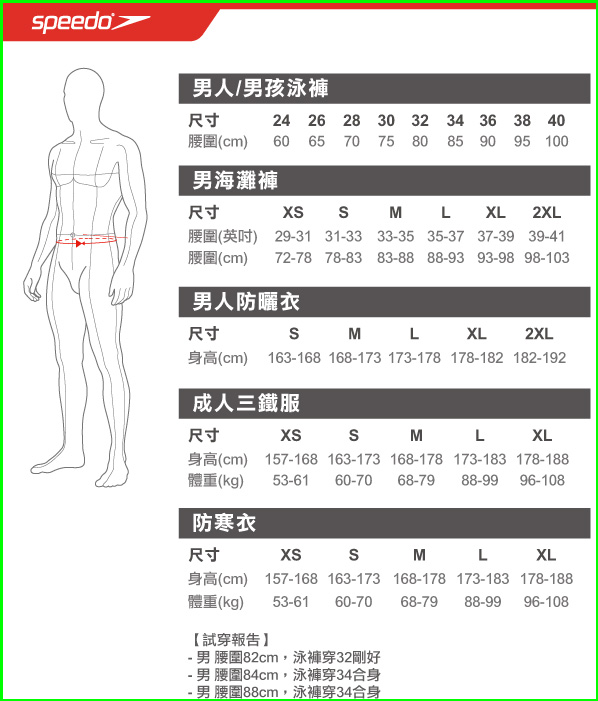 speedo
男人/男孩泳褲
尺寸 24 26 28 30 32 34 36 38 40
腰圍(cm) 60 65 70 75 80 85 90 95 100
男海灘褲
尺寸 XS S M L XL 2XL
腰圍(英吋) 29-31 31-33 33-35 35-37 37-39 39-41
腰圍(cm) 72-78 78-83 83-88 88-93 93-98 98-103
男人防曬衣
尺寸 S M L XL 2XL
身高(cm) 163-168 168-173 173-178 178-182 182-192
成人三鐵服
尺寸 XS S M L XL
身高(cm) 157-168 163-173 168-178 173-183 178-188
體重(kg) 53-61 60-70 68-79 88-99 96-108
防寒衣
尺寸 XS S M L XL
身高(cm) 157-168 163-173 168-178 173-183 178-188
體重(kg) 53-61 60-70 68-79 88-99 96-108
【試穿報告】
- 男 腰圍82cm，泳褲穿32剛好
- 男 腰圍84cm，泳褲穿34合身
- 男 腰圍88cm，泳褲穿34合身